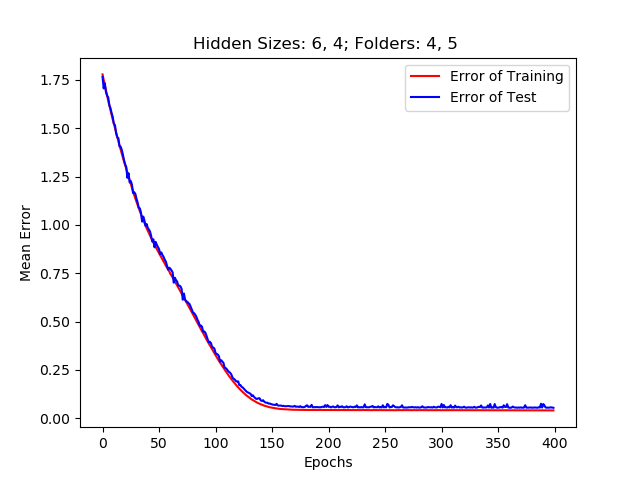 Hidden Sizes: 6, 4; Folders: 4, 5
Error of Training
Error of Test
Mean Error
1.75
1.50
1.25
1.00
0.75
0.50
0.25
0.00
0 50 100 150 200 250 300 350 400
Epochs